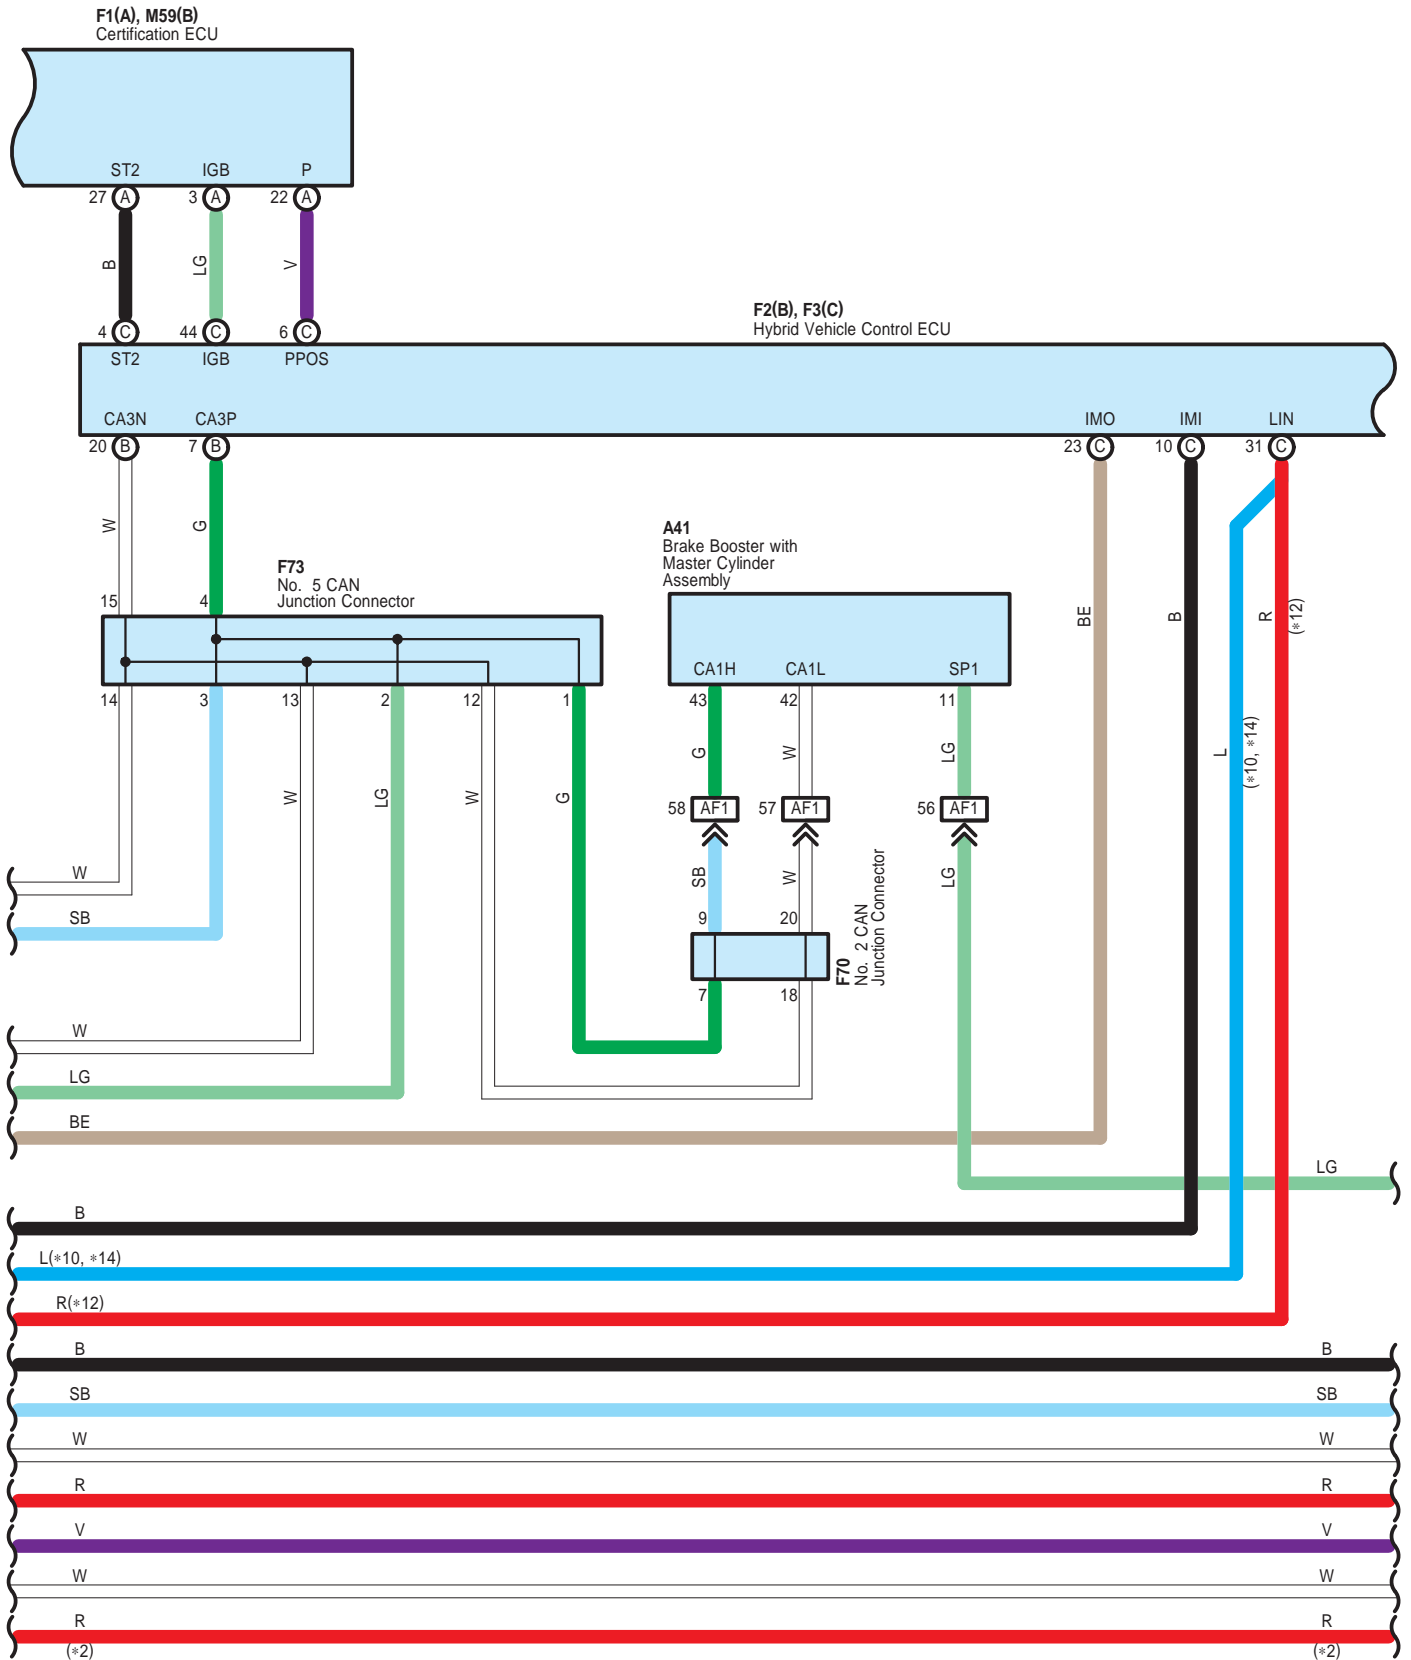 F1(A), M59(B)
Certification ECU
ST2 IGB P
27 A 3 A 22 A
B LG V
4 C 44 C 6 C
F2(B), F3(C)
Hybrid Vehicle Control ECU
ST2 IGB PPOS
CA3N CA3P IMO IMI LIN
20 B 7 B 23 C 10 C 31 C
W G
F73
No. 5 CAN
Junction Connector
15 4
14 3 13 2 12 1
W LG W G
A41
Brake Booster with
Master Cylinder
Assembly
CA1H CA1L SP1
43 42 11
G W LG
58 AF1 57 AF1 56 AF1
SB W LG
9 20
F70
No. 2 CAN
Junction Connector
7 18
BE B R
(*12)
L
(*10, *14)
W
SB
W
LG
BE
LG
B
L(*10, *14)
R(*12)
B B
SB SB
W W
R R
V V
W W
R R
(*2) (*2)